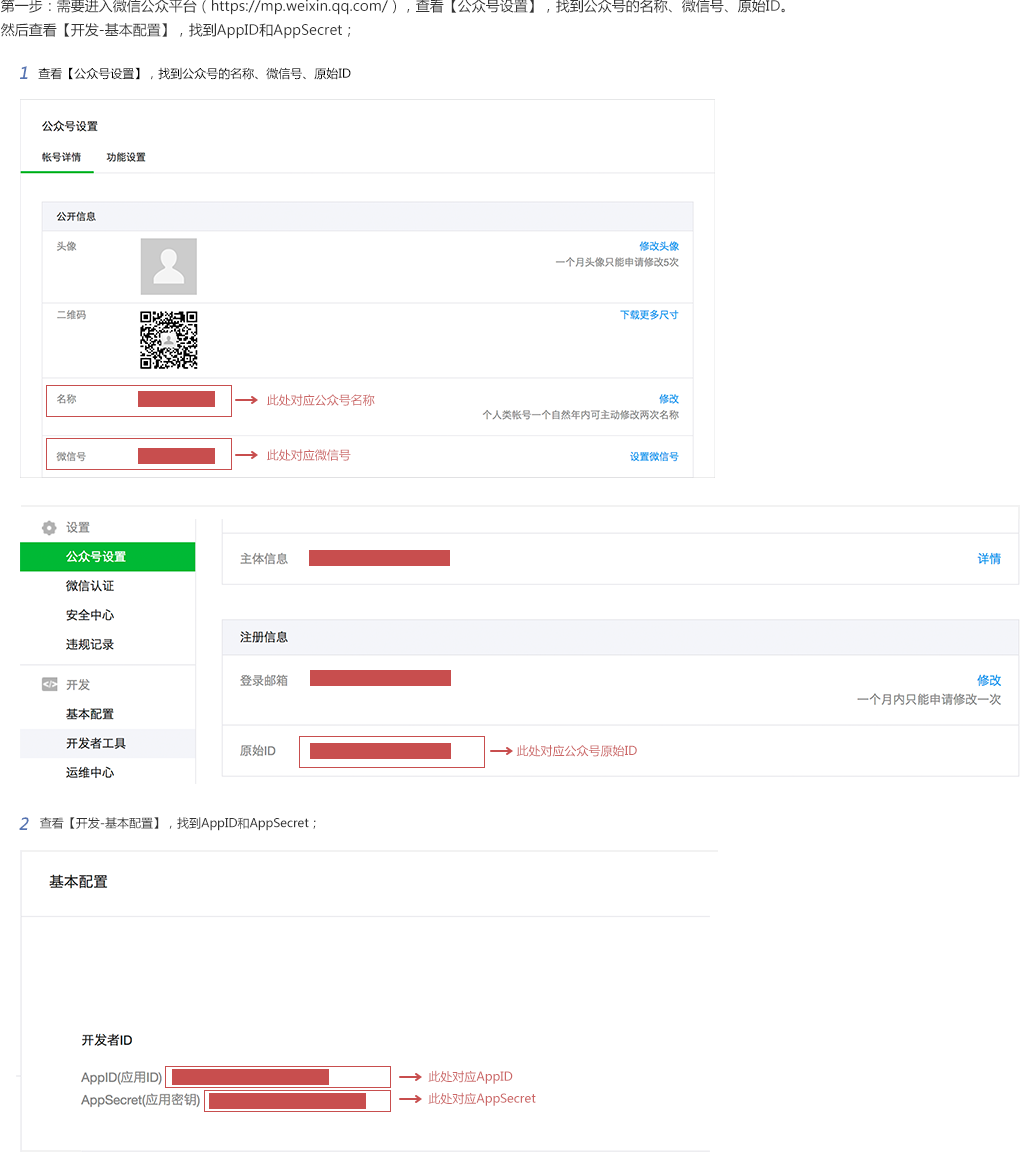 第一步：需要进入微信公众平台（https://mp.weixin.qq.com/），查看【公众号设置】，找到公众号的名称、微信号、原始ID。
然后查看【开发-基本配置】，找到AppID和AppSecret；
1 查看【公众号设置】，找到公众号的名称、微信号、原始ID
公众号设置
帐号详情 功能设置
公开信息
头像 修改头像
一个月头像只能申请修改5次
二维码 下载更多尺寸
名称 此处对应公众号名称 修改
个人类帐号一个自然年内可主动修改两次名称
微信号 此处对应微信号 设置微信号
设置
公众号设置
微信认证
安全中心
违规记录
开发
基本配置
开发者工具
运维中心
主体信息 详情
注册信息
登录邮箱 修改
一个月内只能申请修改一次
原始ID 此处对应公众号原始ID
2 查看【开发-基本配置】，找到AppID和AppSecret；
基本配置
开发者ID
AppID(应用ID) 此处对应AppID
AppSecret(应用密钥) 此处对应AppSecret